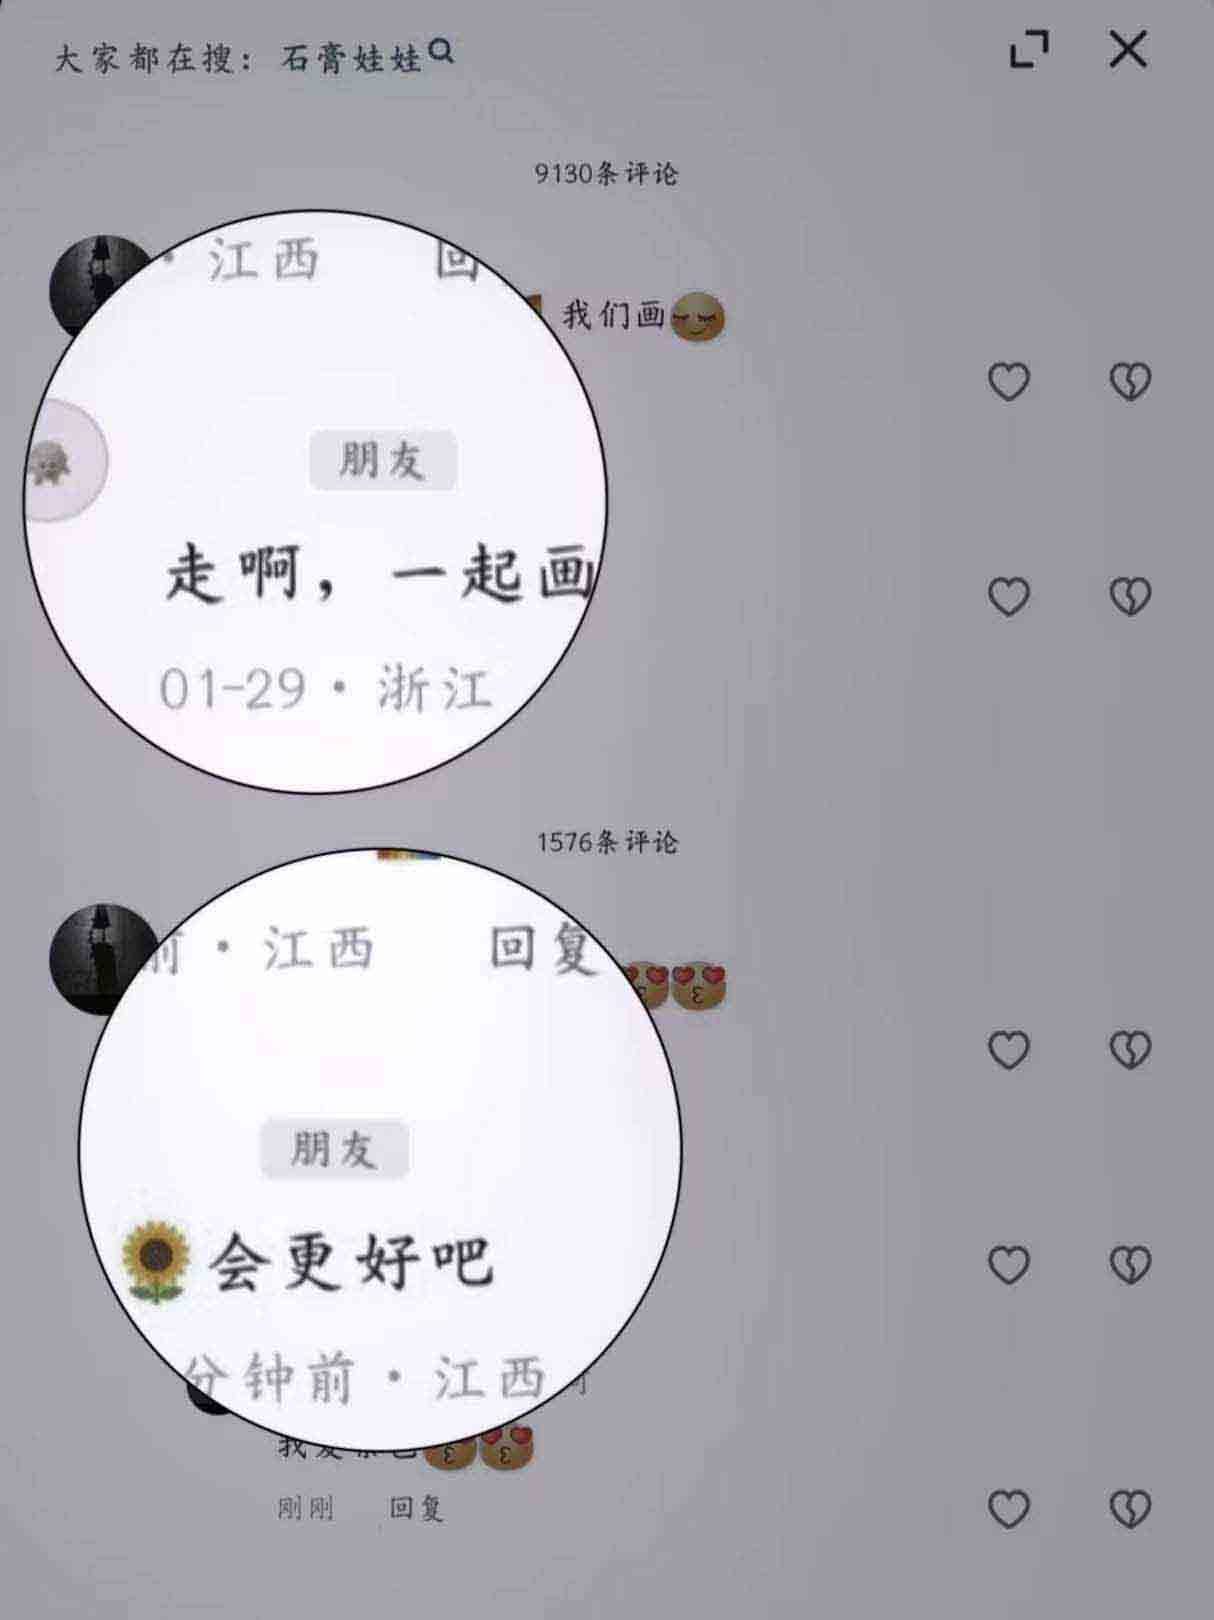 大家都在搜：石膏娃娃
9130条评论
· 江西 回
我们画
朋友
走啊，一起画
01-29 · 浙江
1576条评论
前 · 江西 回复
朋友
会更好吧
分钟前 · 江西
刚刚 回复